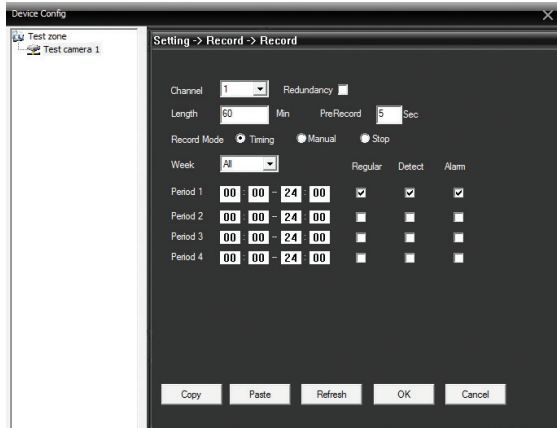 Device Config
Test zone
Test camera 1
Setting -> Record -> Record
Channel 1 Redundancy
Length 60 Min PreRecord 5 Sec
Record Mode Timing Manual Stop
Week All Regular Detect Alarm
Period 1 00 : 00 - 24 : 00
Period 2 00 : 00 - 24 : 00
Period 3 00 : 00 - 24 : 00
Period 4 00 : 00 - 24 : 00
Copy Paste Refresh OK Cancel